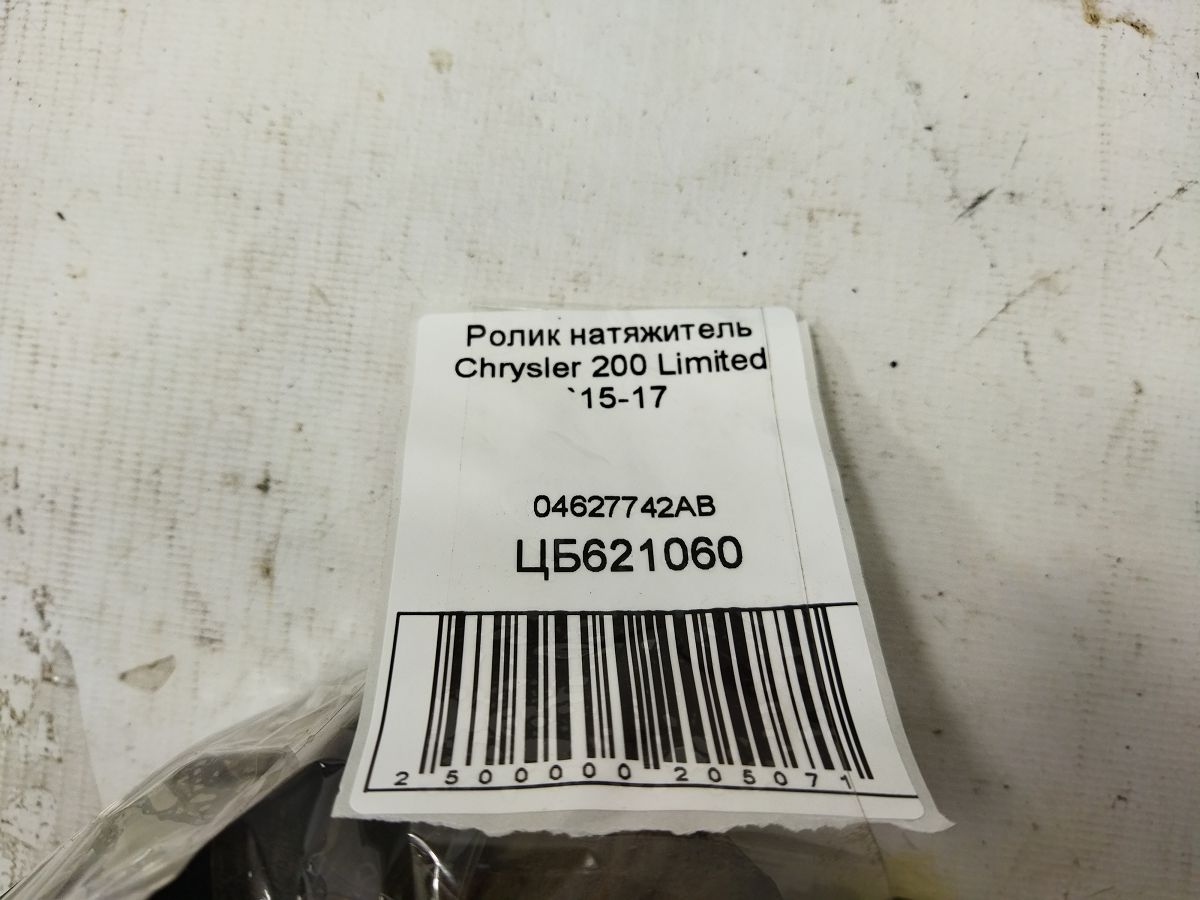 Ролик натяжитель
Chrysler 200 Limited
`15-17
04627742AB
ЦБ621060
2500000205071